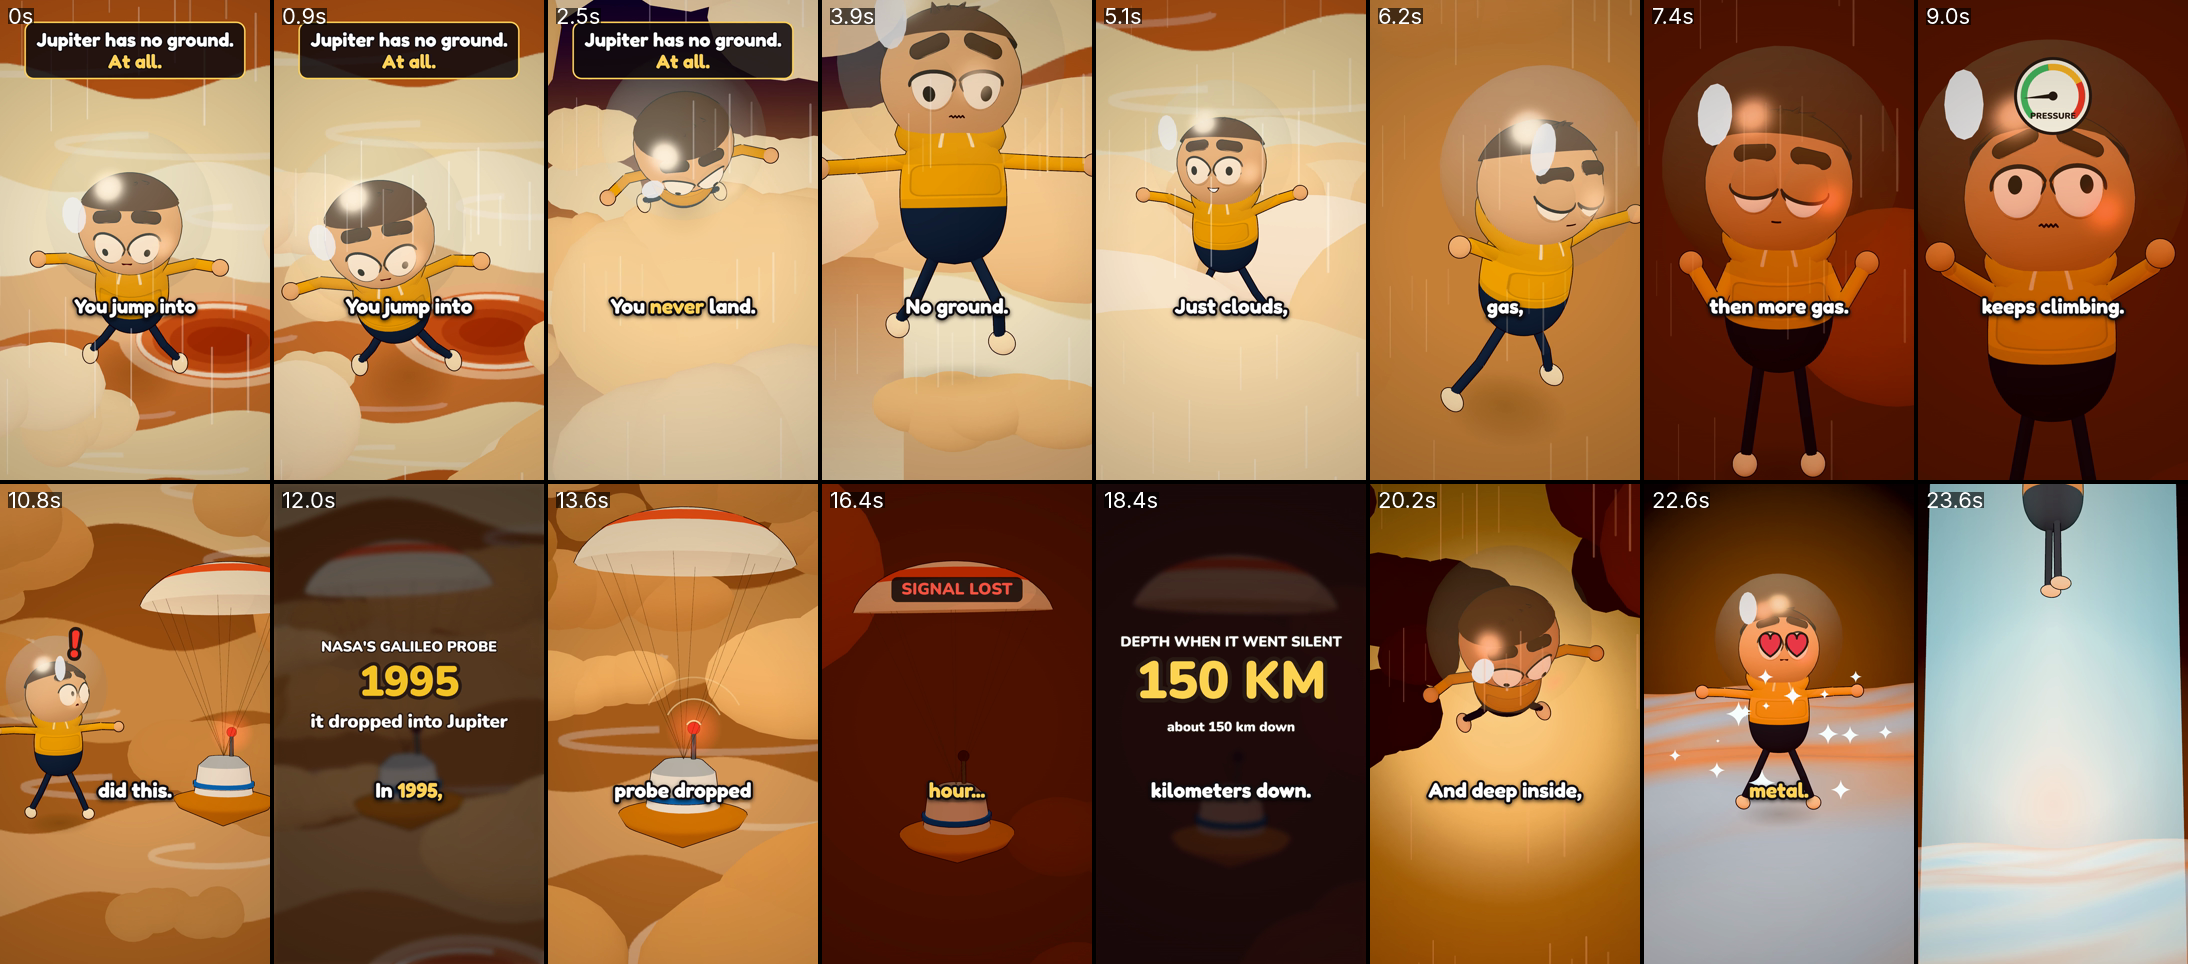 0s
Jupiter has no ground.
At all.
You jump into
0.9s
Jupiter has no ground.
At all.
You jump into
2.5s
Jupiter has no ground.
At all.
You never land.
3.9s
No ground.
5.1s
Just clouds,
6.2s
gas,
7.4s
then more gas.
9.0s
PRESSURE
keeps climbing.
10.8s
!
did this.
12.0s
NASA'S GALILEO PROBE
1995
it dropped into Jupiter
In 1995,
13.6s
probe dropped
16.4s
SIGNAL LOST
hour...
18.4s
DEPTH WHEN IT WENT SILENT
150 KM
about 150 km down
kilometers down.
20.2s
And deep inside,
22.6s
metal.
23.6s